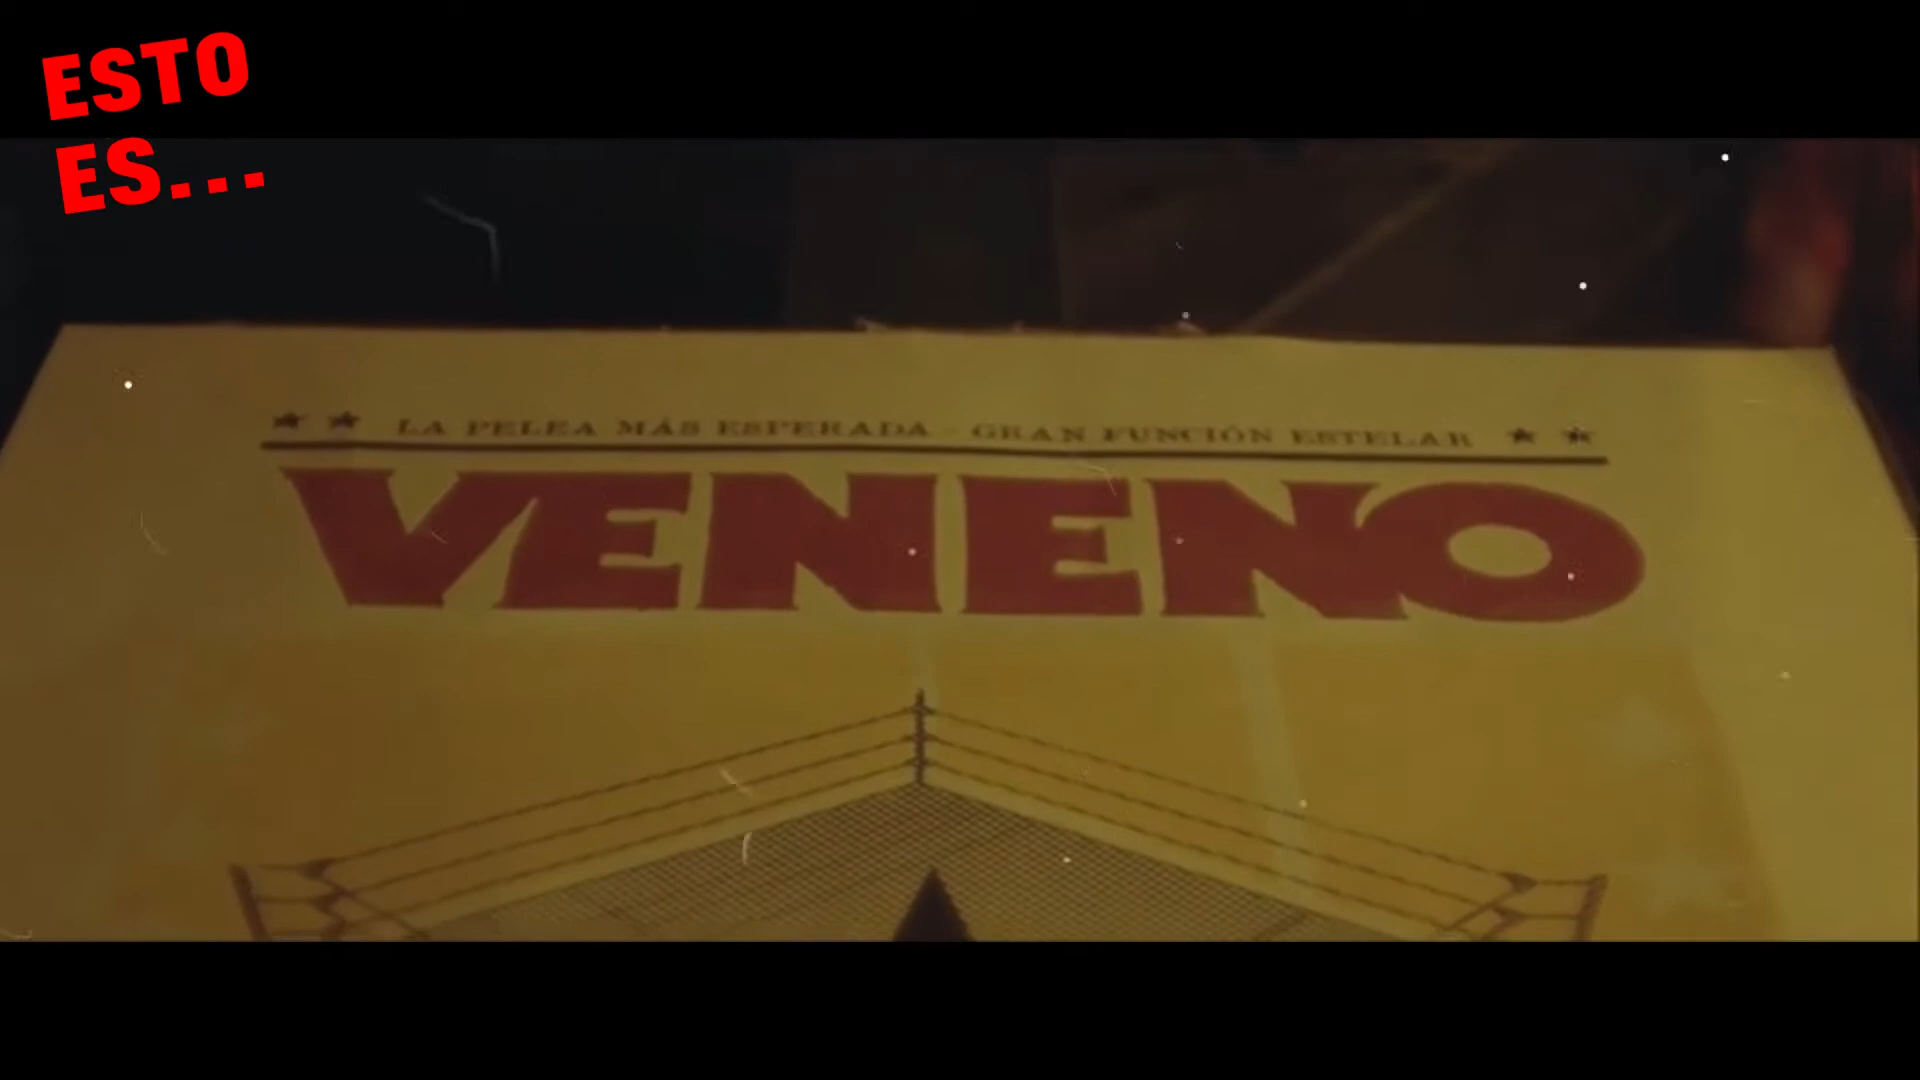 ESTO
ES...
LA PELEA MÁS ESPERADA - GRAN FUNCIÓN ESTELAR
VENENO